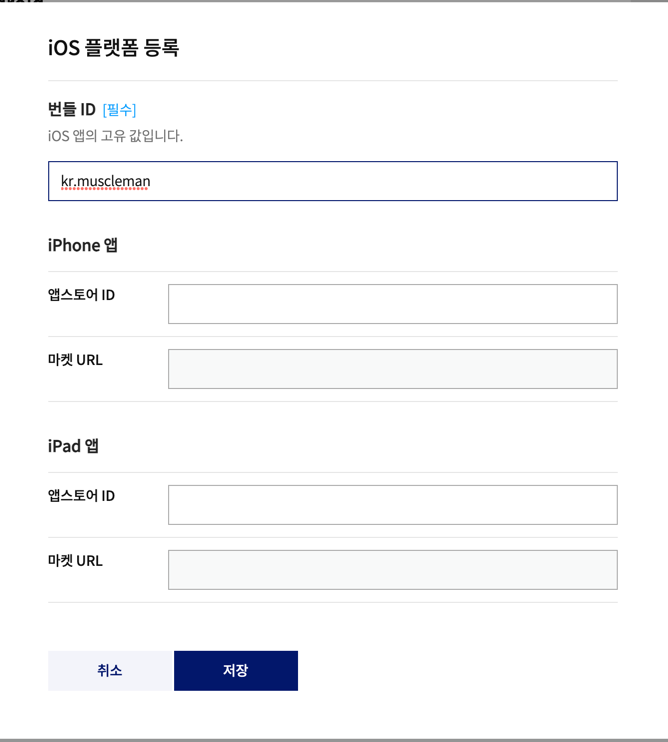 iOS 플랫폼 등록
번들 ID [필수]
iOS 앱의 고유 값입니다.
kr.muscleman
iPhone 앱
앱스토어 ID
마켓 URL
iPad 앱
앱스토어 ID
마켓 URL
취소 저장